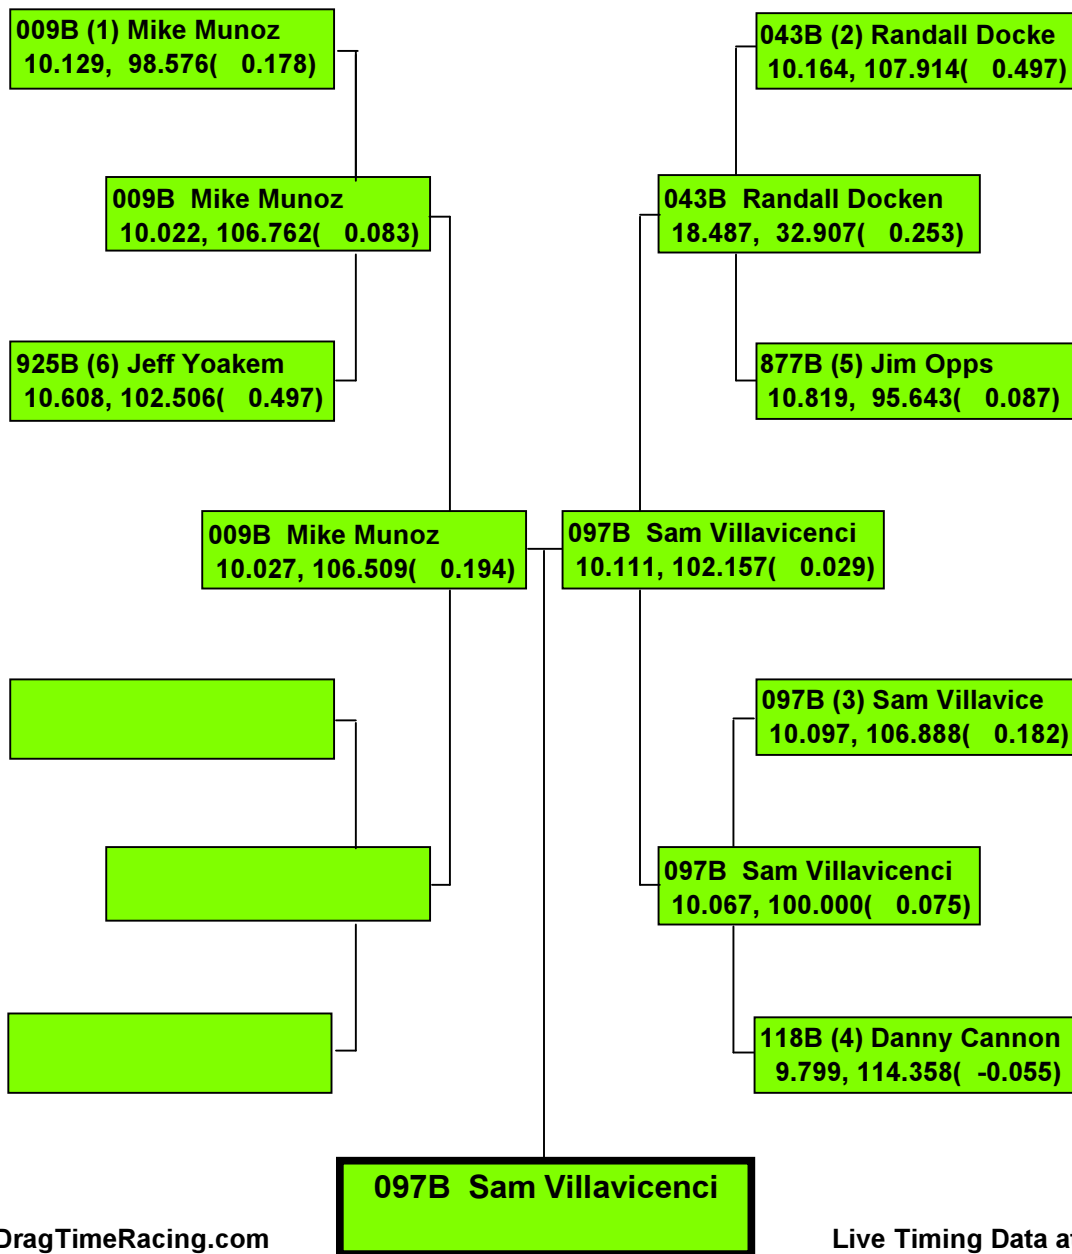 009B (1) Mike Munoz
10.129, 98.576( 0.178)
043B (2) Randall Docke
10.164, 107.914( 0.497)
009B Mike Munoz
10.022, 106.762( 0.083)
043B Randall Docken
18.487, 32.907( 0.253)
925B (6) Jeff Yoakem
10.608, 102.506( 0.497)
877B (5) Jim Opps
10.819, 95.643( 0.087)
009B Mike Munoz
10.027, 106.509( 0.194)
097B Sam Villavicenci
10.111, 102.157( 0.029)
097B (3) Sam Villavice
10.097, 106.888( 0.182)
097B Sam Villavicenci
10.067, 100.000( 0.075)
118B (4) Danny Cannon
9.799, 114.358( -0.055)
097B Sam Villavicenci
DragTimeRacing.com
Live Timing Data a